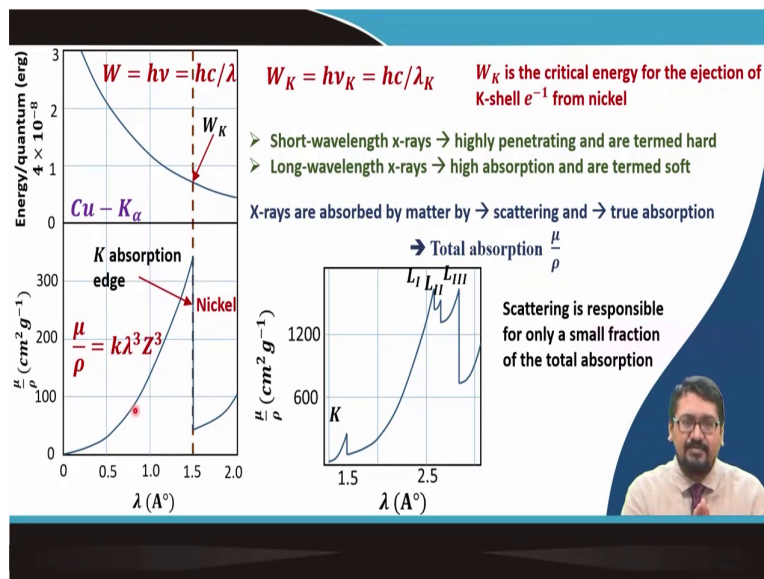 Energy/quantum (erg)
4 × 10⁻⁸
3
2
1
0
W = hν = hc/λ
W_K
Cu − K_α
K absorption
edge
Nickel
μ/ρ = kλ³Z³
μ/ρ (cm² g⁻¹)
300
200
100
0
0 0.5 1.0 1.5 2.0
λ (A°)
W_K = hν_K = hc/λ_K
W_K is the critical energy for the ejection of
K-shell e⁻¹ from nickel
➢ Short-wavelength x-rays → highly penetrating and are termed hard
➢ Long-wavelength x-rays → high absorption and are termed soft
X-rays are absorbed by matter by → scattering and → true absorption
➔ Total absorption μ/ρ
L_I L_II L_III
μ/ρ (cm² g⁻¹)
1200
600
K
1.5 2.5
λ (A°)
Scattering is responsible
for only a small fraction
of the total absorption